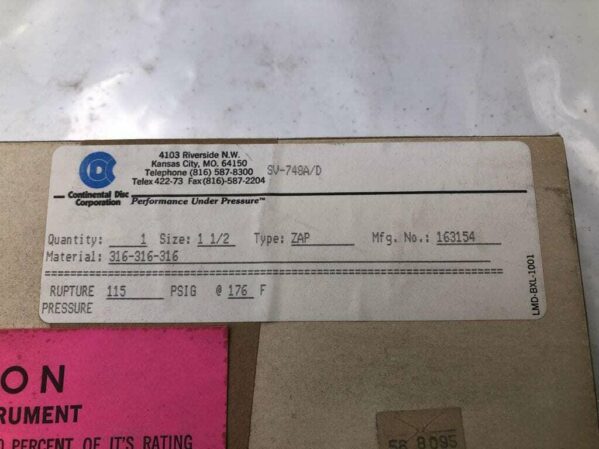 4103 Riverside N.W.
Kansas City, MO. 64150
Telephone (816) 587-8300
Telex 422-73 Fax(816)-587-2204
SV-748A/D
Continental Disc
Corporation
Performance Under Pressure™
Quantity: 1 Size: 1 1/2 Type: ZAP Mfg. No.: 163154
Material: 316-316-316
RUPTURE 115 PSIG @ 176 F
PRESSURE
LMD-BXL-1001
ON
RUMENT
PERCENT OF IT'S RATING